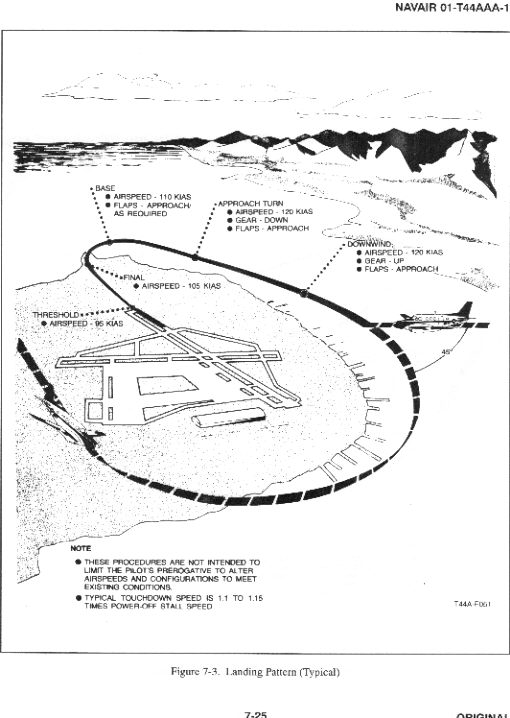 NAVAIR 01-T44AAA-1
BASE
● AIRSPEED - 110 KIAS
● FLAPS - APPROACH/
AS REQUIRED
APPROACH TURN
● AIRSPEED - 120 KIAS
● GEAR - DOWN
● FLAPS - APPROACH
DOWNWIND:
● AIRSPEED - 120 KIAS
● GEAR - UP
● FLAPS - APPROACH
FINAL
● AIRSPEED - 105 KIAS
THRESHOLD
● AIRSPEED - 95 KIAS
45°
NOTE
● THESE PROCEDURES ARE NOT INTENDED TO
LIMIT THE PILOT'S PREROGATIVE TO ALTER
AIRSPEEDS AND CONFIGURATIONS TO MEET
EXISTING CONDITIONS.
● TYPICAL TOUCHDOWN SPEED IS 1.1 TO 1.15
TIMES POWER-OFF STALL SPEED
T44A-F051
Figure 7-3. Landing Pattern (Typical)
7-25
ORIGINAL